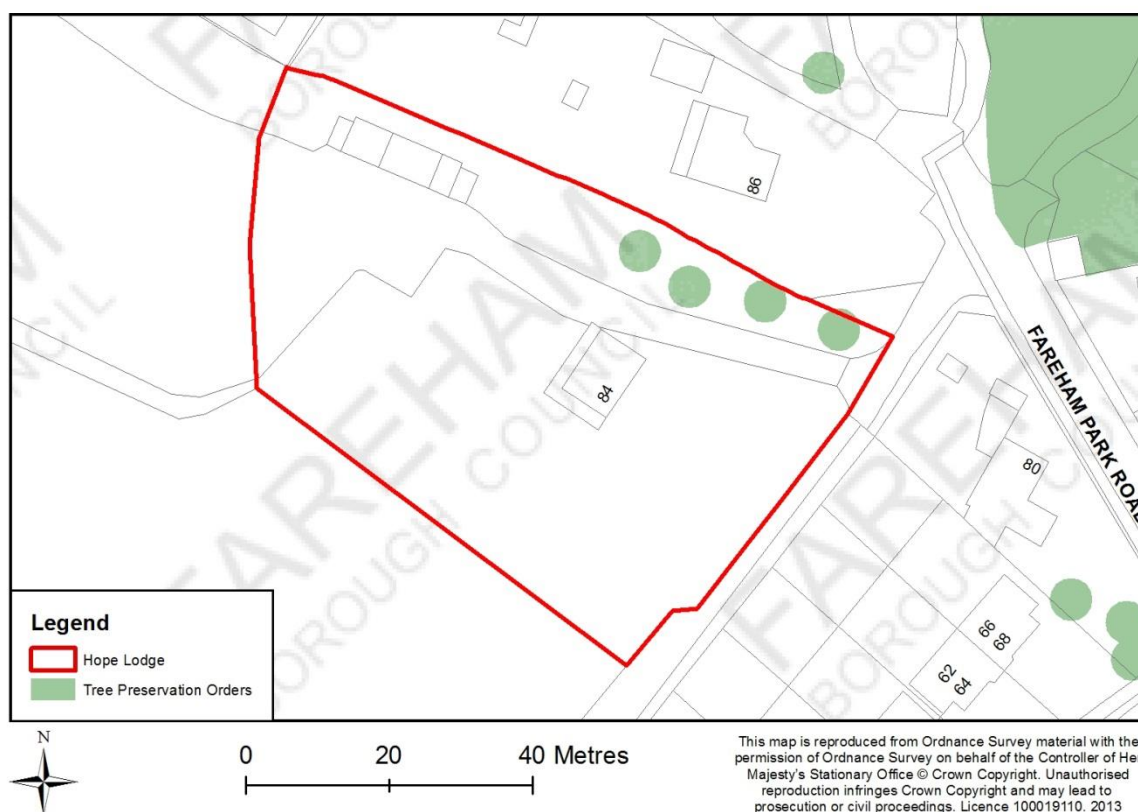 86
84
FAREHAM PARK ROAD
80
66
68
62
64
FAREHAM
BOROUGH COUNCIL
Legend
Hope Lodge
Tree Preservation Orders
N
0 20 40 Metres
This map is reproduced from Ordnance Survey material with the
permission of Ordnance Survey on behalf of the Controller of Her
Majesty's Stationary Office © Crown Copyright. Unauthorised
reproduction infringes Crown Copyright and may lead to
prosecution or civil proceedings. Licence 100019110. 2013